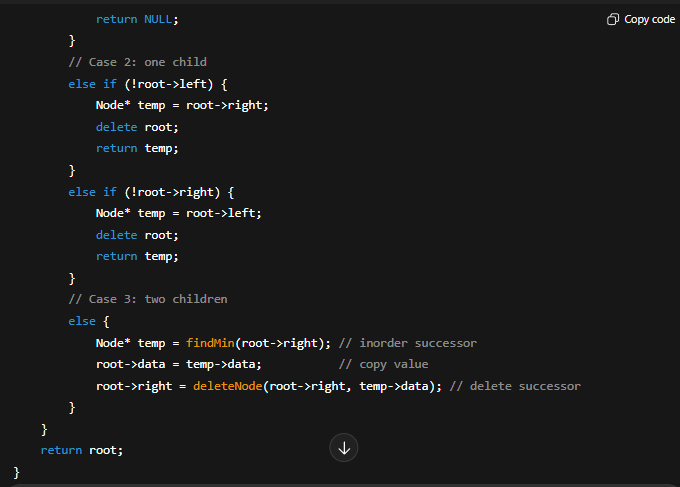 return NULL;
Copy code
}
// Case 2: one child
else if (!root->left) {
Node* temp = root->right;
delete root;
return temp;
}
else if (!root->right) {
Node* temp = root->left;
delete root;
return temp;
}
// Case 3: two children
else {
Node* temp = findMin(root->right); // inorder successor
root->data = temp->data; // copy value
root->right = deleteNode(root->right, temp->data); // delete successor
}
}
return root;
}